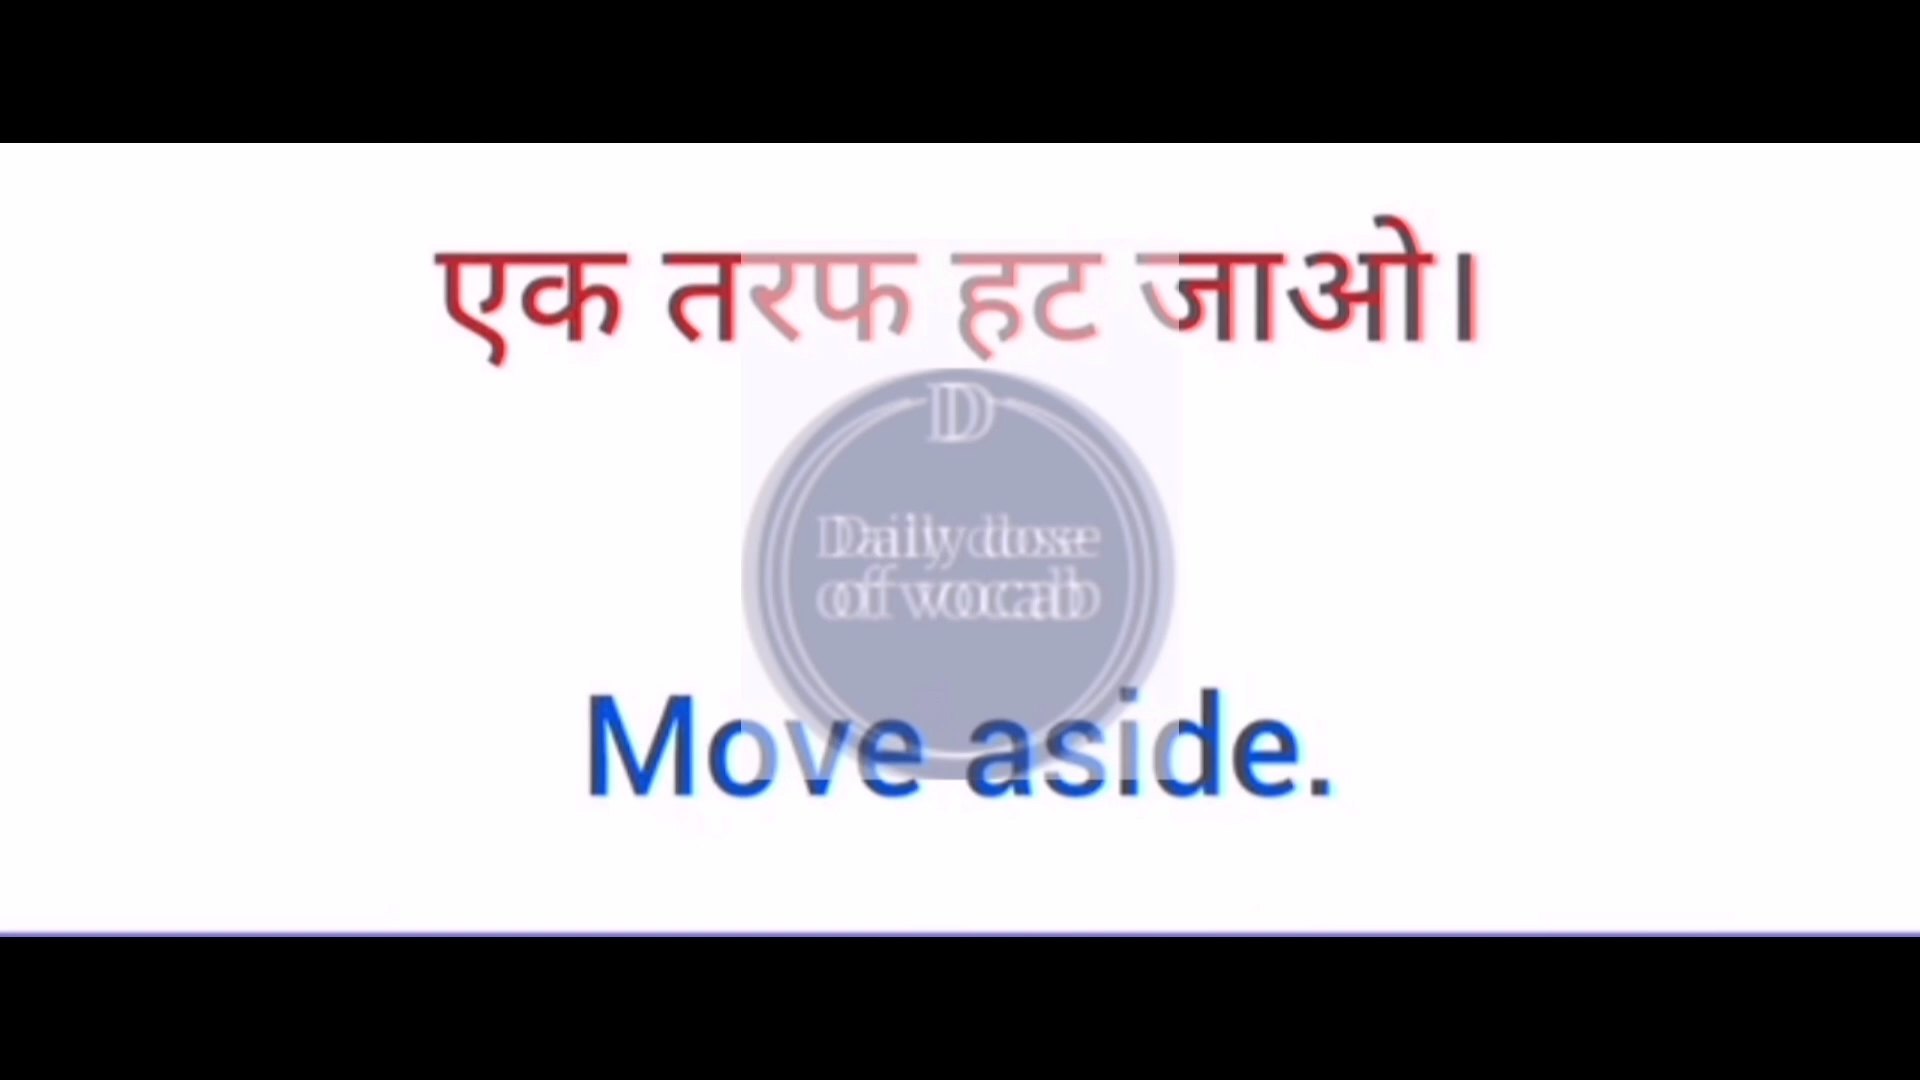 एक तरफ हट जाओ।
D
Daily dose
of vocab
Move aside.